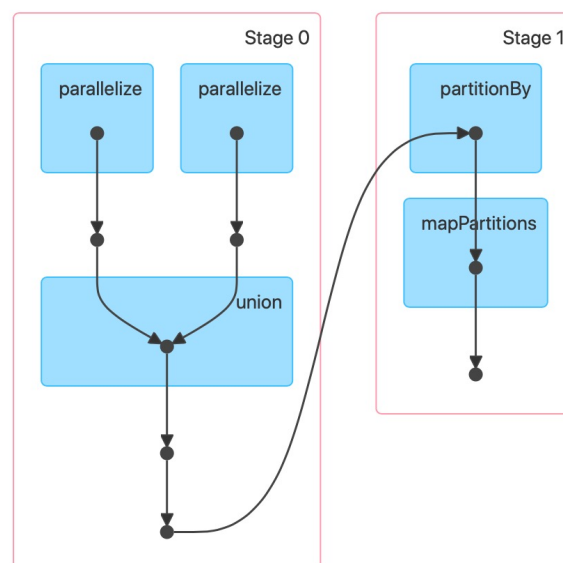 Stage 0
parallelize
parallelize
union
Stage 1
partitionBy
mapPartitions